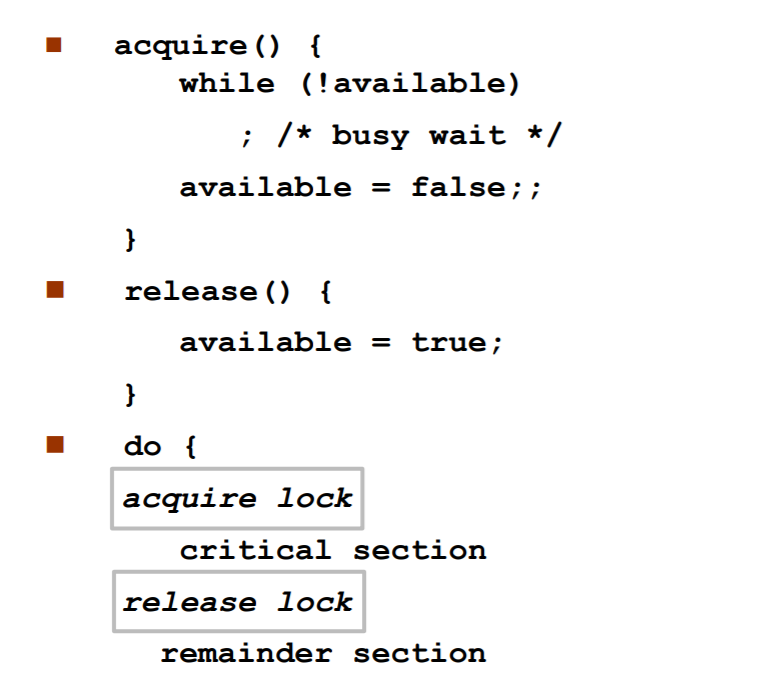 acquire() {
while (!available)
; /* busy wait */
available = false;;
}
release() {
available = true;
}
do {
acquire lock
critical section
release lock
remainder section